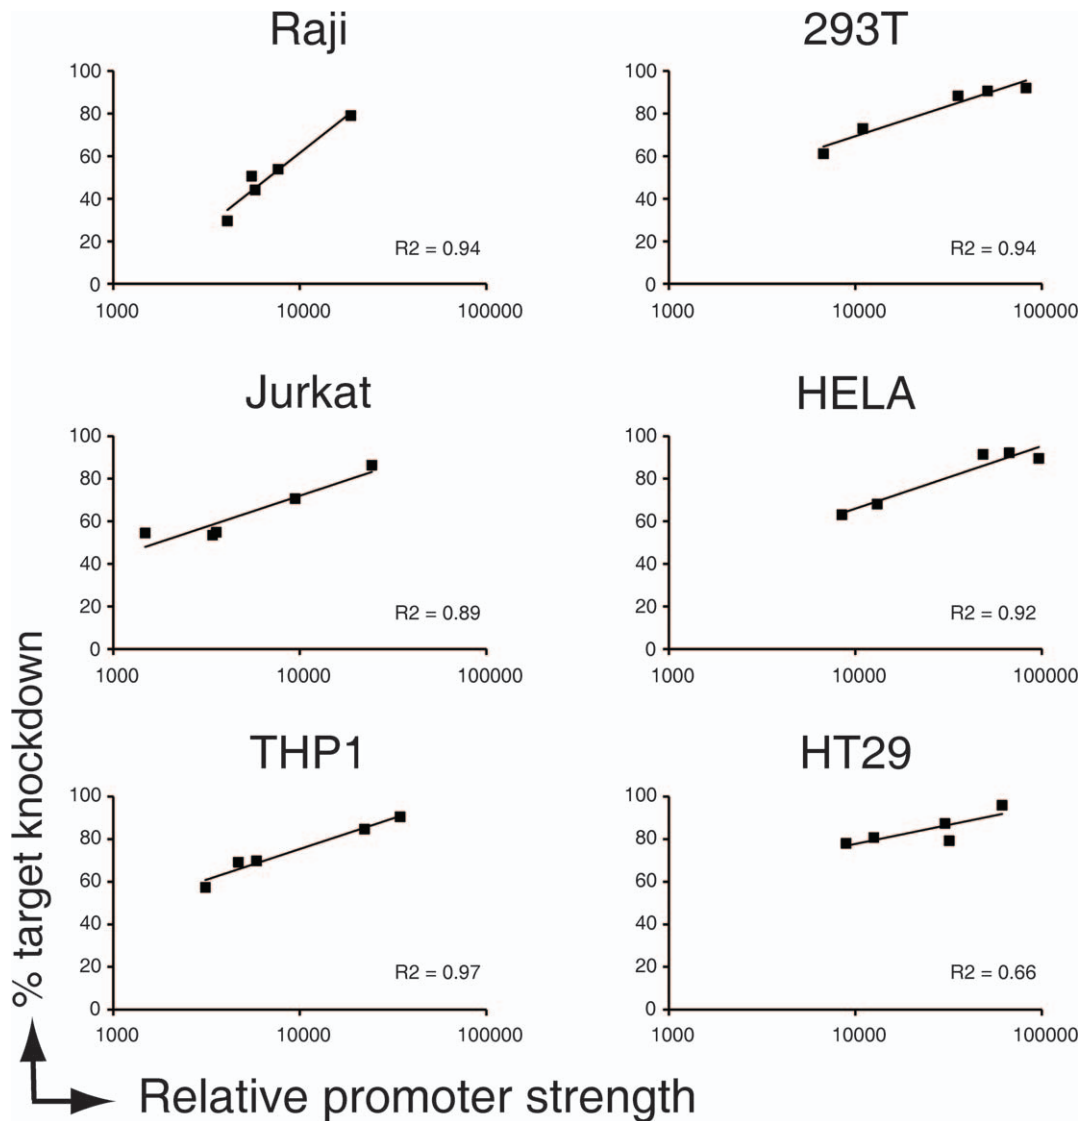 Raji
100
80
60
40
20
0
1000 10000 100000
R2 = 0.94
293T
100
80
60
40
20
0
1000 10000 100000
R2 = 0.94
Jurkat
100
80
60
40
20
0
1000 10000 100000
R2 = 0.89
HELA
100
80
60
40
20
0
1000 10000 100000
R2 = 0.92
THP1
100
80
60
40
20
0
1000 10000 100000
R2 = 0.97
HT29
100
80
60
40
20
0
1000 10000 100000
R2 = 0.66
% target knockdown
Relative promoter strength